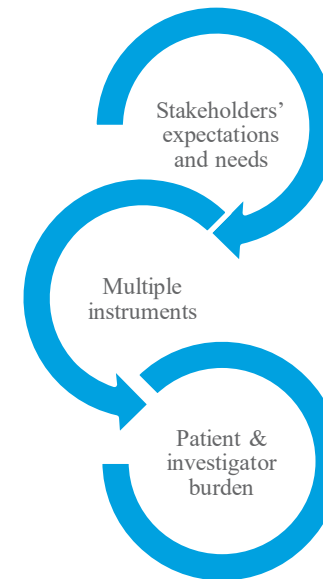 Stakeholders’
expectations
and needs
Multiple
instruments
Patient &
investigator
burden